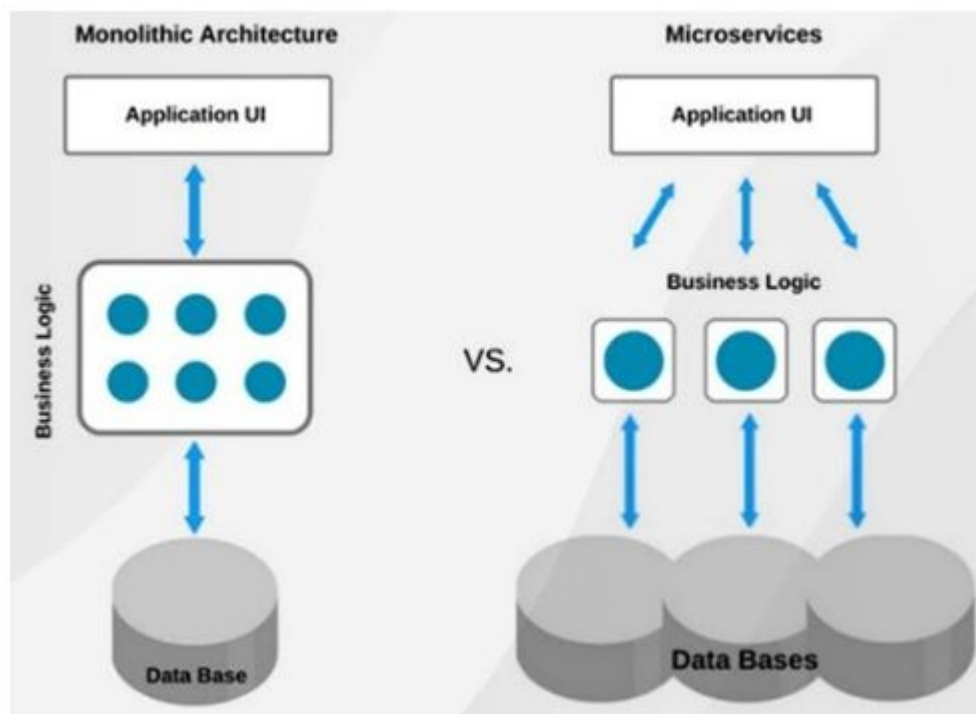 Monolithic Architecture
Application UI
Business Logic
Data Base
VS.
Microservices
Application UI
Business Logic
Data Bases